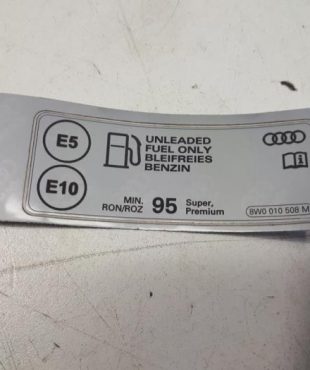 E5
E10
UNLEADED
FUEL ONLY
BLEIFREIES
BENZIN
MIN.
RON/ROZ
95
Super,
Premium
8W0 010 508 M